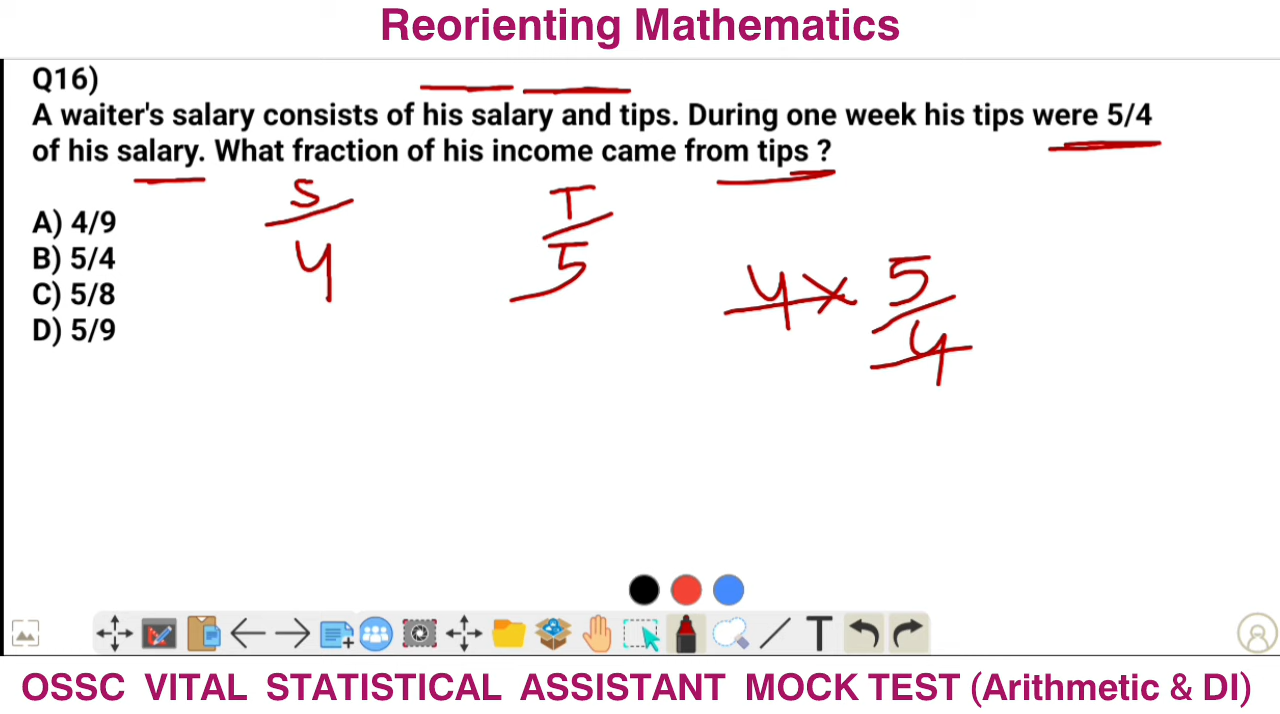 Reorienting Mathematics
Q16)
A waiter's salary consists of his salary and tips. During one week his tips were 5/4
of his salary. What fraction of his income came from tips ?
S T
4 5
A) 4/9
B) 5/4
C) 5/8
D) 5/9
4 × 5/4
OSSC VITAL STATISTICAL ASSISTANT MOCK TEST (Arithmetic & DI)